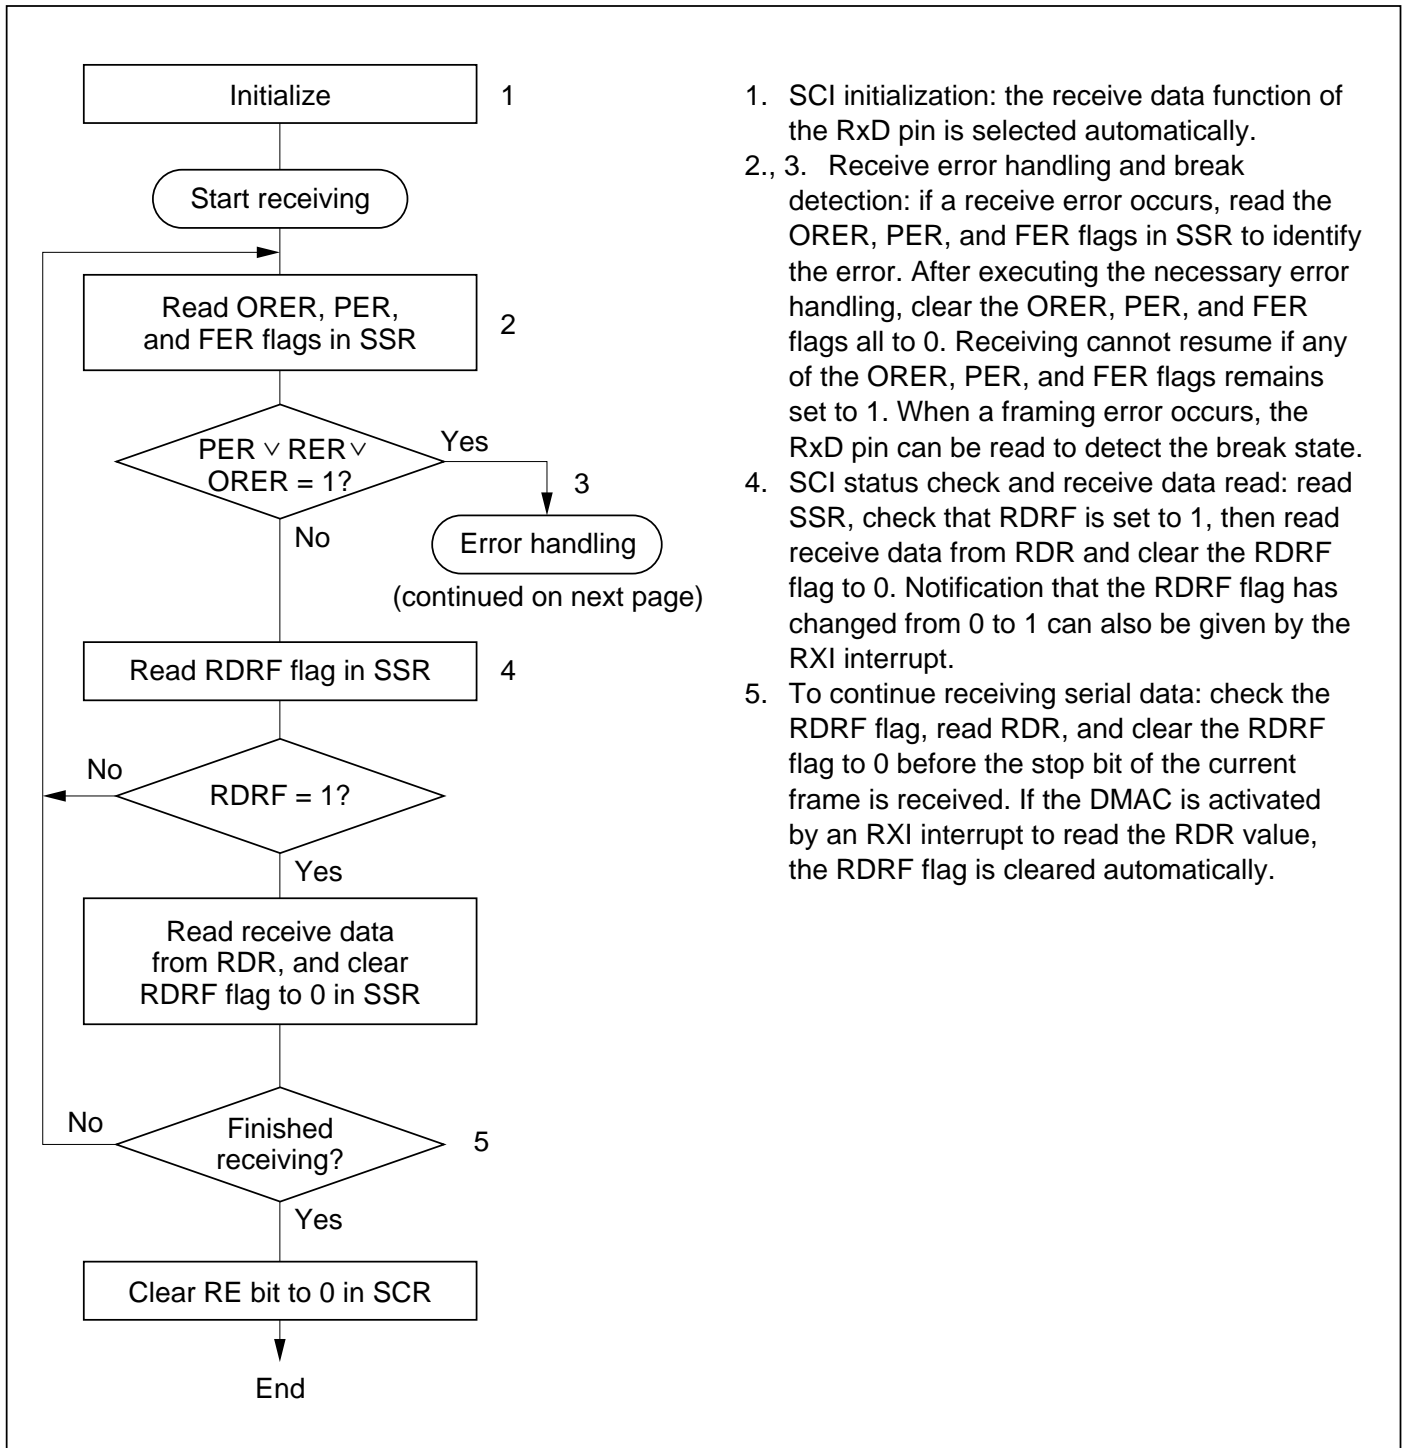 Initialize
1
Start receiving
Read ORER, PER,
and FER flags in SSR
2
PER ∨ RER ∨
ORER = 1?
Yes
3
No
Error handling
(continued on next page)
Read RDRF flag in SSR
4
No
RDRF = 1?
Yes
Read receive data
from RDR, and clear
RDRF flag to 0 in SSR
No
Finished
receiving?
5
Yes
Clear RE bit to 0 in SCR
End
1. SCI initialization: the receive data function of
the RxD pin is selected automatically.
2., 3. Receive error handling and break
detection: if a receive error occurs, read the
ORER, PER, and FER flags in SSR to identify
the error. After executing the necessary error
handling, clear the ORER, PER, and FER
flags all to 0. Receiving cannot resume if any
of the ORER, PER, and FER flags remains
set to 1. When a framing error occurs, the
RxD pin can be read to detect the break state.
4. SCI status check and receive data read: read
SSR, check that RDRF is set to 1, then read
receive data from RDR and clear the RDRF
flag to 0. Notification that the RDRF flag has
changed from 0 to 1 can also be given by the
RXI interrupt.
5. To continue receiving serial data: check the
RDRF flag, read RDR, and clear the RDRF
flag to 0 before the stop bit of the current
frame is received. If the DMAC is activated
by an RXI interrupt to read the RDR value,
the RDRF flag is cleared automatically.